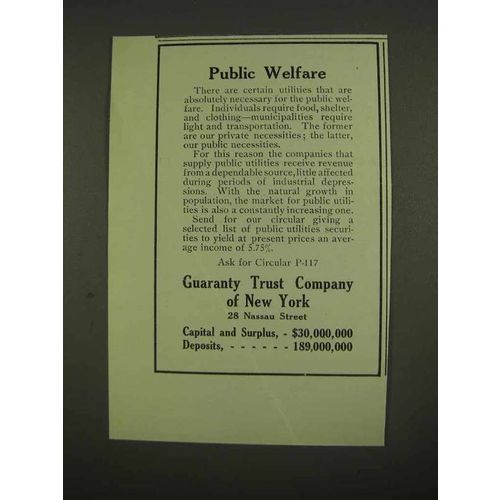 Public Welfare
There are certain utilities that are
absolutely necessary for the public wel-
fare. Individuals require food, shelter,
and clothing—municipalities require
light and transportation. The former
are our private necessities; the latter,
our public necessities.
For this reason the companies that
supply public utilities receive revenue
from a dependable source, little affected
during periods of industrial depres-
sions. With the natural growth in
population, the market for public utili-
ties is also a constantly increasing one.
Send for our circular giving a
selected list of public utilities securi-
ties to yield at present prices an aver-
age income of 5.75%.
Ask for Circular P-117
Guaranty Trust Company
of New York
28 Nassau Street
Capital and Surplus, - $30,000,000
Deposits, - - - - - - 189,000,000